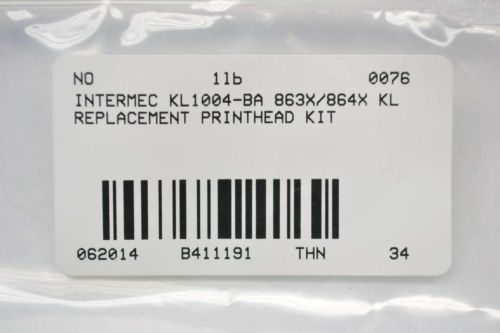 NO 1lb 0076
INTERMEC KL1004-BA 863X/864X KL
REPLACEMENT PRINTHEAD KIT
062014 B411191 THN 34